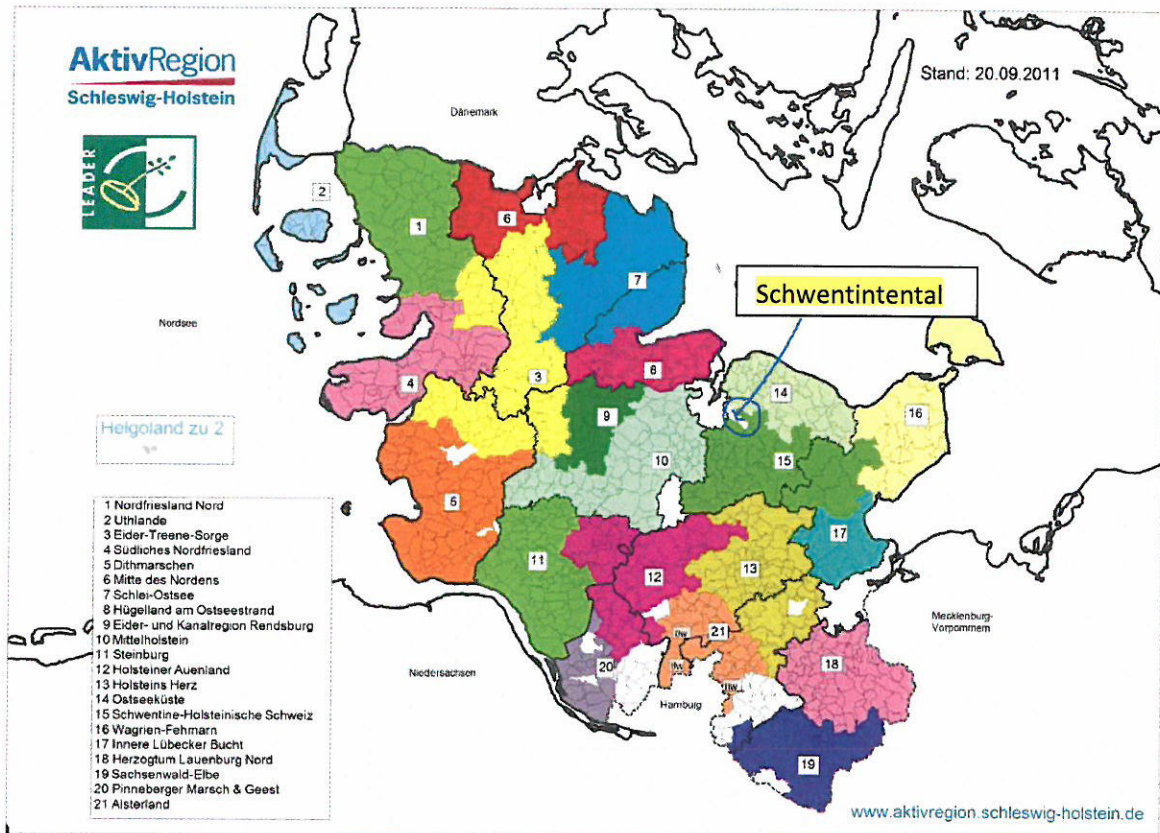 AktivRegion
Schleswig-Holstein
LEADER
Stand: 20.09.2011
Dänemark
Nordsee
Schwentintental
Helgoland zu 2
1
2
3
4
5
6
7
8
9
10
11
12
13
14
15
16
17
18
19
20
21
Niedersachsen
Hamburg
Mecklenburg-
Vorpommern
1 Nordfriesland Nord
2 Uthlande
3 Eider-Treene-Sorge
4 Südliches Nordfriesland
5 Dithmarschen
6 Mitte des Nordens
7 Schlei-Ostsee
8 Hügelland am Ostseestrand
9 Eider- und Kanalregion Rendsburg
10 Mittelholstein
11 Steinburg
12 Holsteiner Auenland
13 Holsteins Herz
14 Ostseeküste
15 Schwentine-Holsteinische Schweiz
16 Wagrien-Fehmarn
17 Innere Lübecker Bucht
18 Herzogtum Lauenburg Nord
19 Sachsenwald-Elbe
20 Pinneberger Marsch & Geest
21 Alsterland
www.aktivregion.schleswig-holstein.de